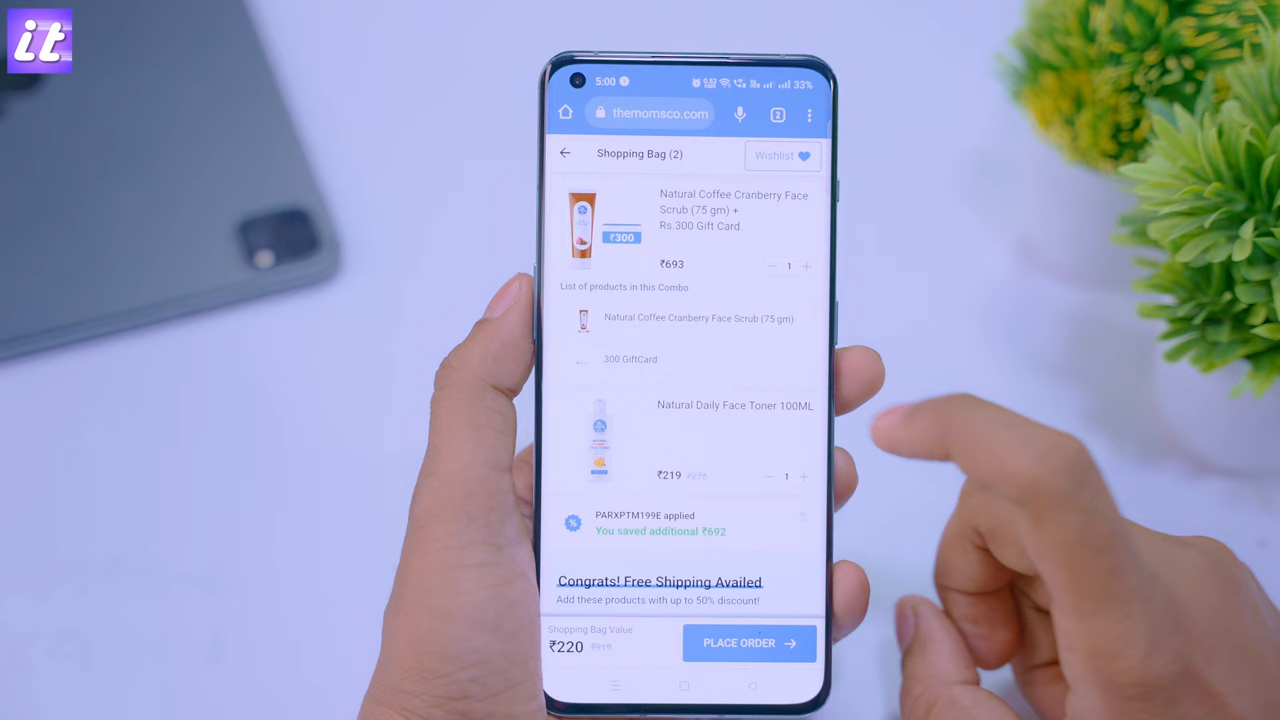 it
5:00
33%
themomsco.com
2
Shopping Bag (2)
Wishlist
Natural Coffee Cranberry Face
Scrub (75 gm) +
Rs.300 Gift Card.
₹300
₹693
1
List of products in this Combo
Natural Coffee Cranberry Face Scrub (75 gm)
300 GiftCard
Natural Daily Face Toner 100ML
₹219
1
PARXPTM199E applied
You saved additional ₹692
Congrats! Free Shipping Availed
Add these products with up to 50% discount!
Shopping Bag Value
₹220 ₹919
PLACE ORDER